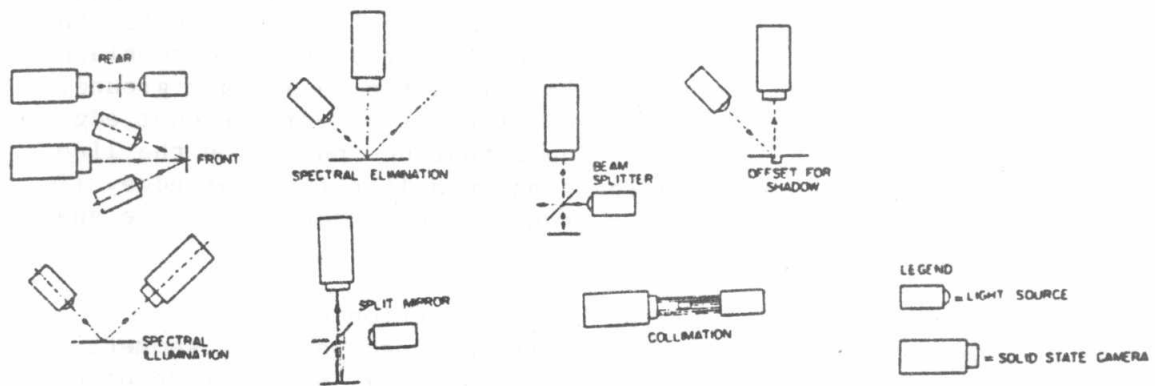 REAR
FRONT
SPECTRAL ELIMINATION
BEAM
SPLITTER
OFFSET FOR
SHADOW
SPECTRAL
ILLUMINATION
SPLIT MIRROR
COLLIMATION
LEGEND
= LIGHT SOURCE
= SOLID STATE CAMERA